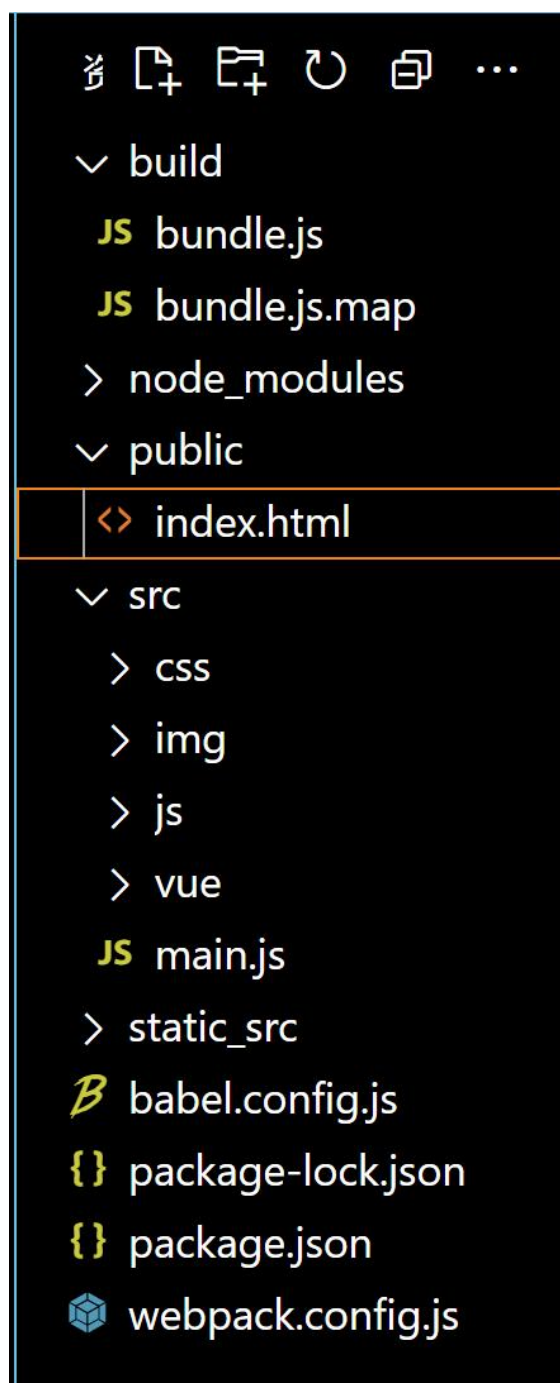 build
JS bundle.js
JS bundle.js.map
node_modules
public
index.html
src
css
img
js
vue
JS main.js
static_src
B babel.config.js
{} package-lock.json
{} package.json
webpack.config.js